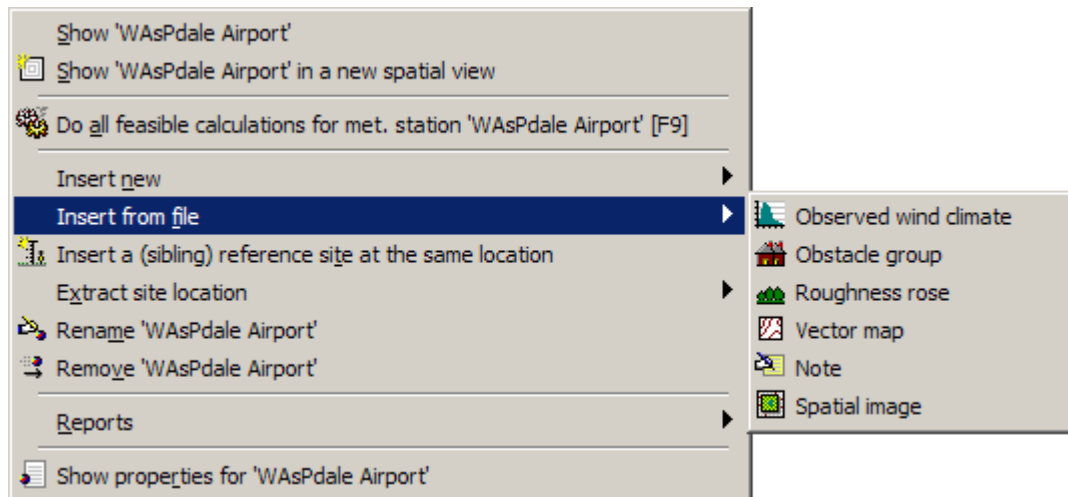 Show 'WAsPdale Airport'
Show 'WAsPdale Airport' in a new spatial view
Do all feasible calculations for met. station 'WAsPdale Airport' [F9]
Insert new
Insert from file
Insert a (sibling) reference site at the same location
Extract site location
Rename 'WAsPdale Airport'
Remove 'WAsPdale Airport'
Reports
Show properties for 'WAsPdale Airport'
Observed wind climate
Obstacle group
Roughness rose
Vector map
Note
Spatial image